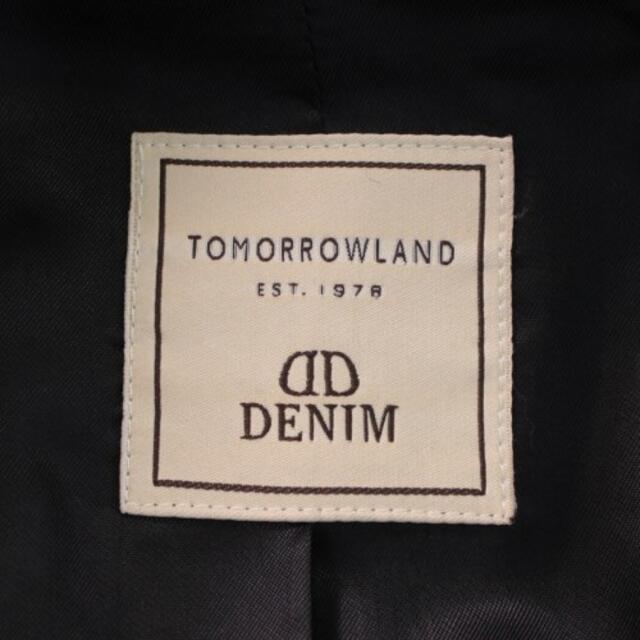 TOMORROWLAND
EST. 1978
DD
DENIM